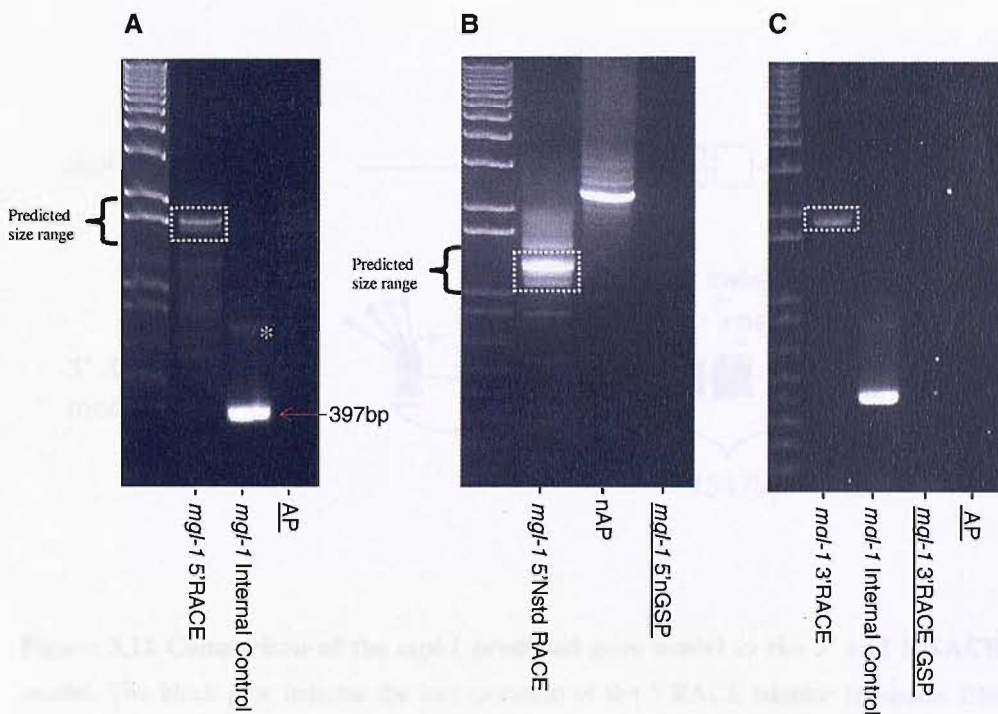 A
B
C
Predicted
size range
*
397bp
Predicted
size range
mgl-1 5'RACE
mgl-1 Internal Control
AP
mgl-1 5'Nstd RACE
nAP
mgl-1 5'nGSP
mgl-1 3'RACE
mgl-1 Internal Control
mgl-1 3'RACE GSP
AP